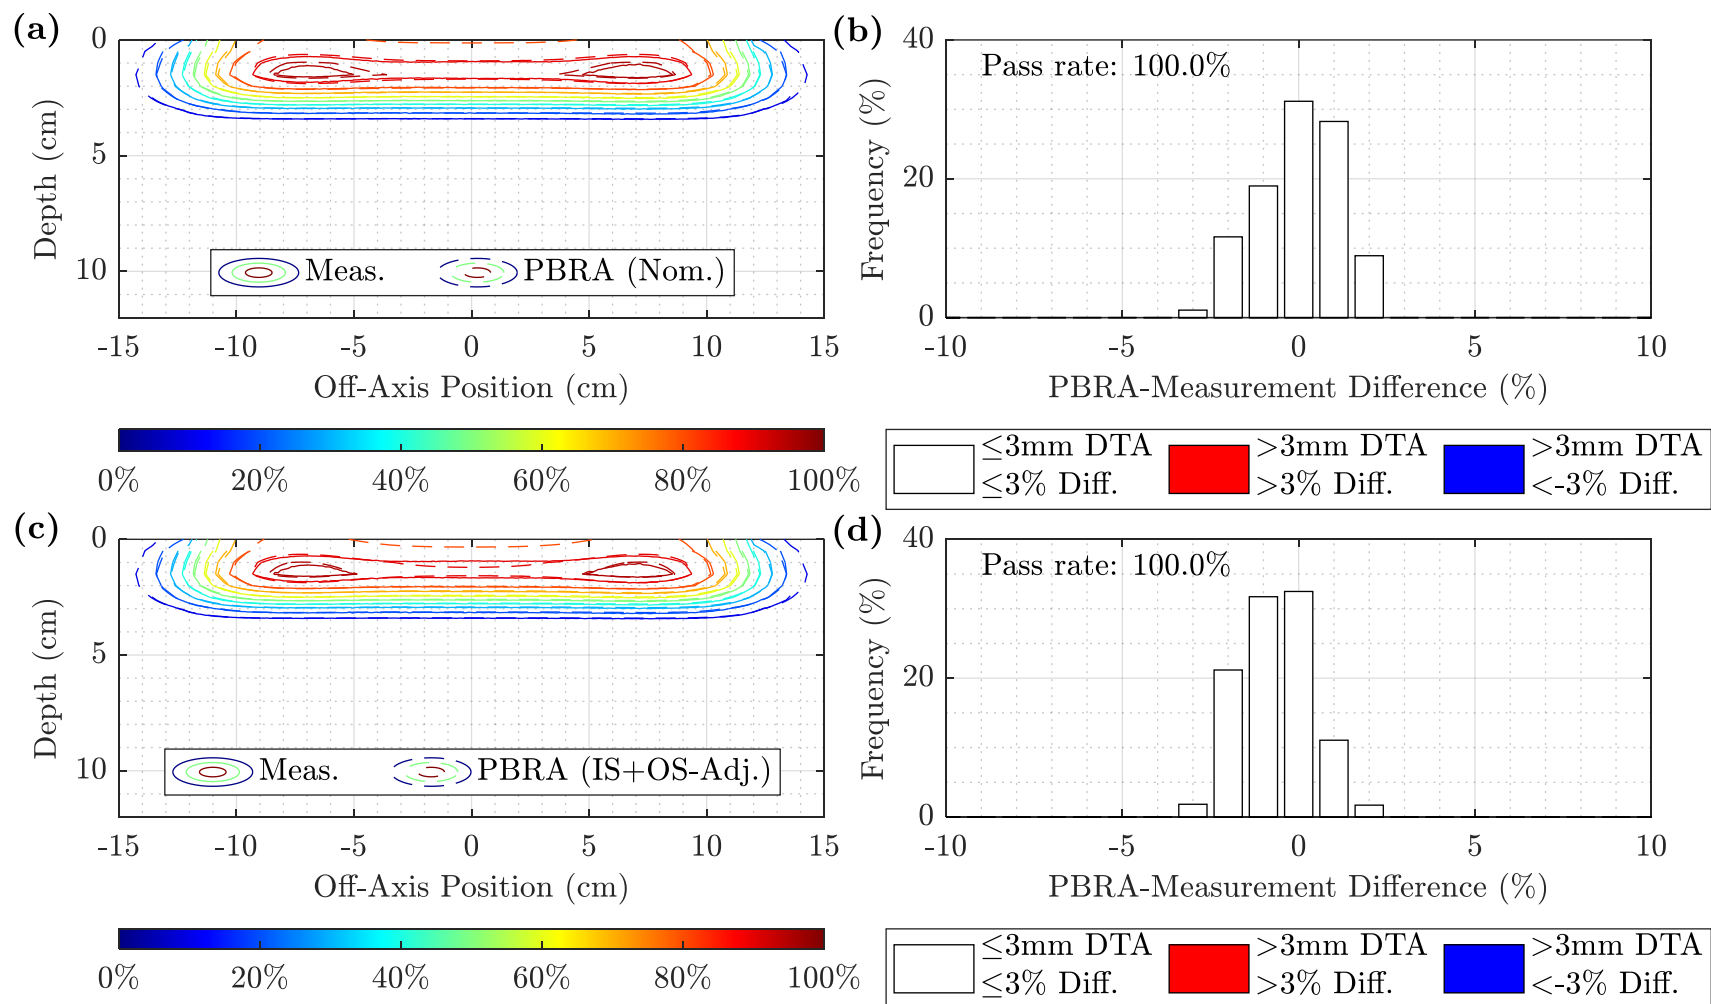 (a)
0
5
10
Depth (cm)
Meas.
PBRA (Nom.)
-15 -10 -5 0 5 10 15
Off-Axis Position (cm)
0% 20% 40% 60% 80% 100%
(b)
40
20
0
Frequency (%)
Pass rate: 100.0%
-10 -5 0 5 10
PBRA-Measurement Difference (%)
≤3mm DTA >3mm DTA >3mm DTA
≤3% Diff. >3% Diff. <-3% Diff.
(c)
0
5
10
Depth (cm)
Meas.
PBRA (IS+OS-Adj.)
-15 -10 -5 0 5 10 15
Off-Axis Position (cm)
0% 20% 40% 60% 80% 100%
(d)
40
20
0
Frequency (%)
Pass rate: 100.0%
-10 -5 0 5 10
PBRA-Measurement Difference (%)
≤3mm DTA >3mm DTA >3mm DTA
≤3% Diff. >3% Diff. <-3% Diff.